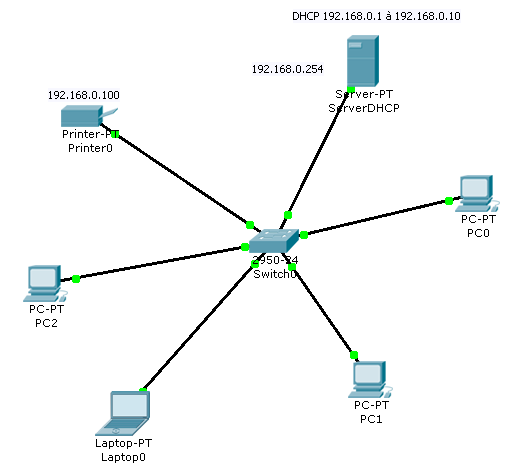 DHCP 192.168.0.1 à 192.168.0.10
192.168.0.254
Server-PT
ServerDHCP
192.168.0.100
Printer-PT
Printer0
PC-PT
PC0
2950-24
Switch0
PC-PT
PC2
PC-PT
PC1
Laptop-PT
Laptop0